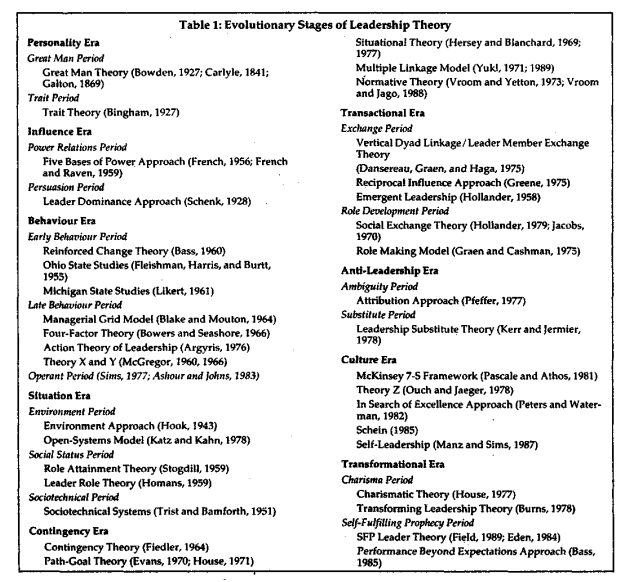 Table 1: Evolutionary Stages of Leadership Theory
Personality Era
Great Man Period
Great Man Theory (Bowden, 1927; Carlyle, 1841;
Galton, 1869)
Trait Period
Trait Theory (Bingham, 1927)
Influence Era
Power Relations Period
Five Bases of Power Approach (French, 1956; French
and Raven, 1959)
Persuasion Period
Leader Dominance Approach (Schenk, 1928)
Behaviour Era
Early Behaviour Period
Reinforced Change Theory (Bass, 1960)
Ohio State Studies (Fleishman, Harris, and Burtt,
1955)
Michigan State Studies (Likert, 1961)
Late Behaviour Period
Managerial Grid Model (Blake and Mouton, 1964)
Four-Factor Theory (Bowers and Seashore, 1966)
Action Theory of Leadership (Argyris, 1976)
Theory X and Y (McGregor, 1960, 1966)
Operant Period (Sims, 1977; Ashour and Johns, 1983)
Situation Era
Environment Period
Environment Approach (Hook, 1943)
Open-Systems Model (Katz and Kahn, 1978)
Social Status Period
Role Attainment Theory (Stogdill, 1959)
Leader Role Theory (Homans, 1959)
Sociotechnical Period
Sociotechnical Systems (Trist and Bamforth, 1951)
Contingency Era
Contingency Theory (Fiedler, 1964)
Path-Goal Theory (Evans, 1970; House, 1971)
Situational Theory (Hersey and Blanchard, 1969;
1977)
Multiple Linkage Model (Yukl, 1971; 1989)
Normative Theory (Vroom and Yetton, 1973; Vroom
and Jago, 1988)
Transactional Era
Exchange Period
Vertical Dyad Linkage/Leader Member Exchange
Theory
(Dansereau, Graen, and Haga, 1975)
Reciprocal Influence Approach (Greene, 1975)
Emergent Leadership (Hollander, 1958)
Role Development Period
Social Exchange Theory (Hollander, 1979; Jacobs,
1970)
Role Making Model (Graen and Cashman, 1975)
Anti-Leadership Era
Ambiguity Period
Attribution Approach (Pfeffer, 1977)
Substitute Period
Leadership Substitute Theory (Kerr and Jermier,
1978)
Culture Era
McKinsey 7-S Framework (Pascale and Athos, 1981)
Theory Z (Ouch and Jaeger, 1978)
In Search of Excellence Approach (Peters and Water-
man, 1982)
Schein (1985)
Self-Leadership (Manz and Sims, 1987)
Transformational Era
Charisma Period
Charismatic Theory (House, 1977)
Transforming Leadership Theory (Burns, 1978)
Self-Fulfilling Prophecy Period
SFP Leader Theory (Field, 1989; Eden, 1984)
Performance Beyond Expectations Approach (Bass,
1985)